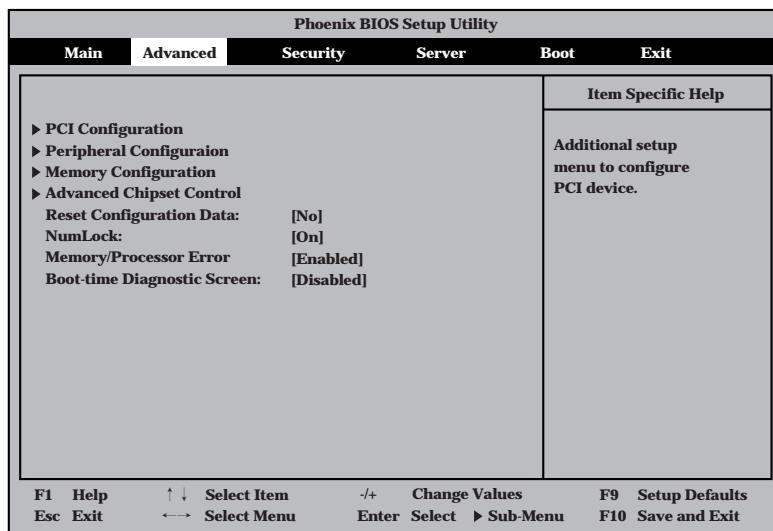 Phoenix BIOS Setup Utility
Main Advanced Security Server Boot Exit
Item Specific Help
▶ PCI Configuration
▶ Peripheral Configuraion
▶ Memory Configuration
▶ Advanced Chipset Control
Reset Configuration Data: [No]
NumLock: [On]
Memory/Processor Error [Enabled]
Boot-time Diagnostic Screen: [Disabled]
Additional setup
menu to configure
PCI device.
F1 Help ↑↓ Select Item -/+ Change Values F9 Setup Defaults
Esc Exit ←→ Select Menu Enter Select ▶ Sub-Menu F10 Save and Exit